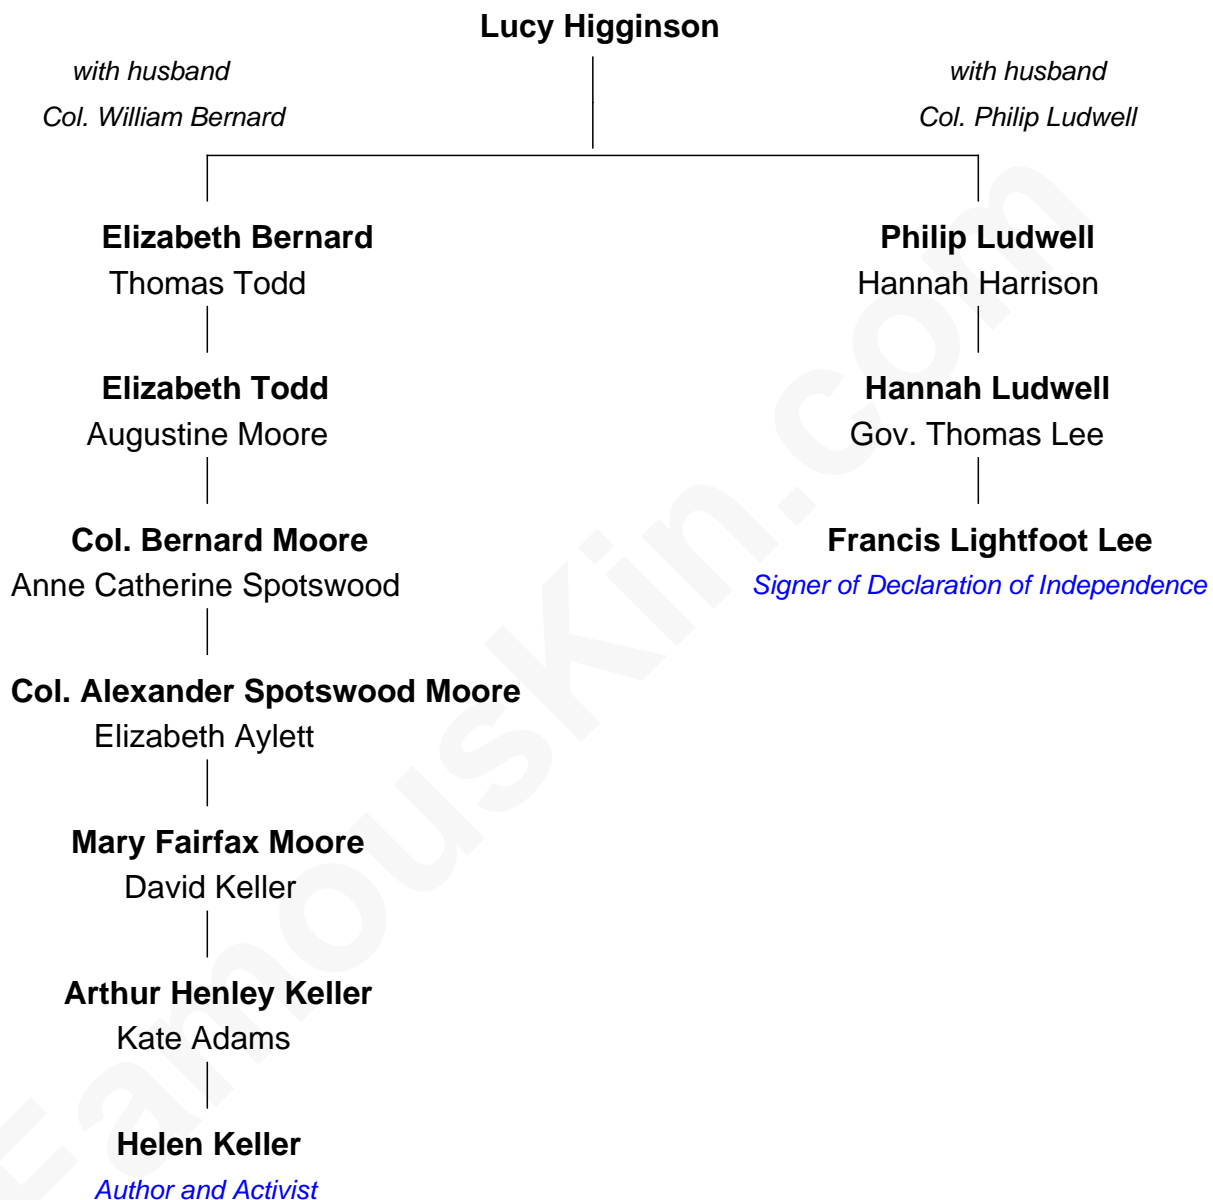 Lucy Higginson
with husband
Col. William Bernard
with husband
Col. Philip Ludwell
Elizabeth Bernard
Thomas Todd
Philip Ludwell
Hannah Harrison
Elizabeth Todd
Augustine Moore
Hannah Ludwell
Gov. Thomas Lee
Col. Bernard Moore
Anne Catherine Spotswood
Francis Lightfoot Lee
Signer of Declaration of Independence
Col. Alexander Spotswood Moore
Elizabeth Aylett
Mary Fairfax Moore
David Keller
Arthur Henley Keller
Kate Adams
Helen Keller
Author and Activist
FamousKin.com